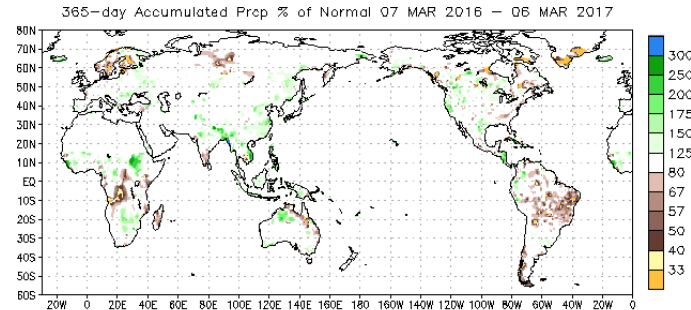 365-day Accumulated Prcp % of Normal 07 MAR 2016 – 06 MAR 2017
80N
70N
60N
50N
40N
30N
20N
10N
EQ
10S
20S
30S
40S
50S
60S
20W 0 20E 40E 60E 80E 100E 120E 140E 160E 180 160W 140W 120W 100W 80W 60W 40W 20W 0
300
250
200
175
150
125
80
67
57
50
40
33